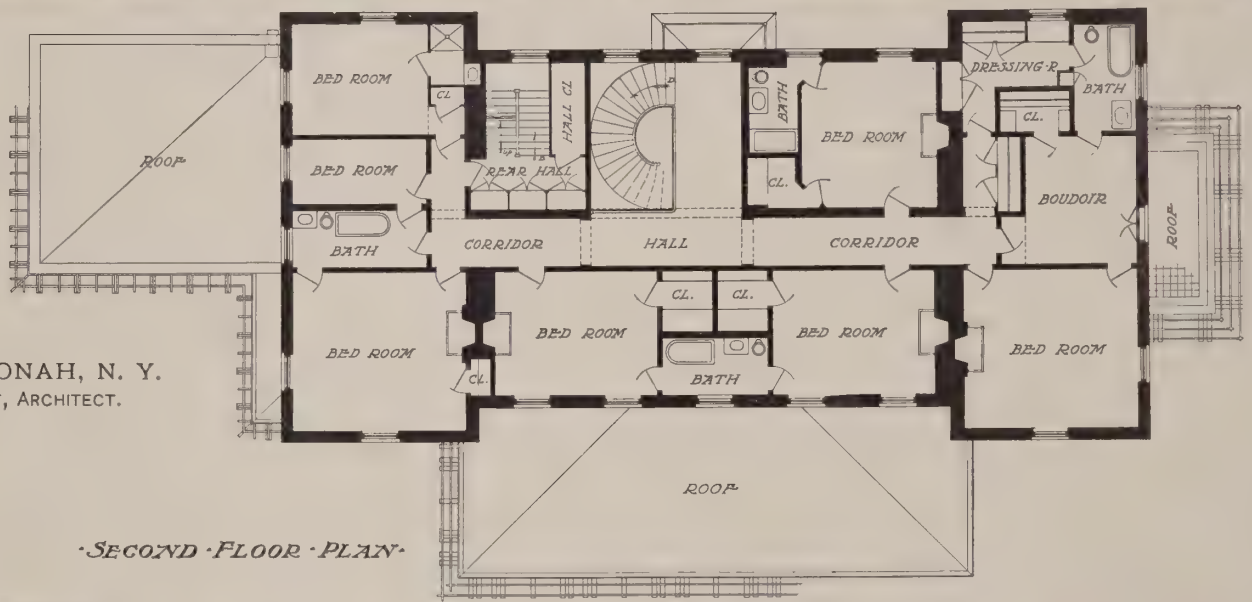 BED ROOM
CL
HALL CL
BATH
BED ROOM
DRESSING·R.
BATH
CL.
ROOF
BED ROOM
REAR HALL
UP
CL.
BOUDOIR
ROOF
BATH
CORRIDOR
HALL
CORRIDOR
BED ROOM
BED ROOM
CL.
CL.
BED ROOM
BED ROOM
CL.
BATH
ONAH, N. Y.
, ARCHITECT.
ROOF
·SECOND·FLOOR·PLAN·